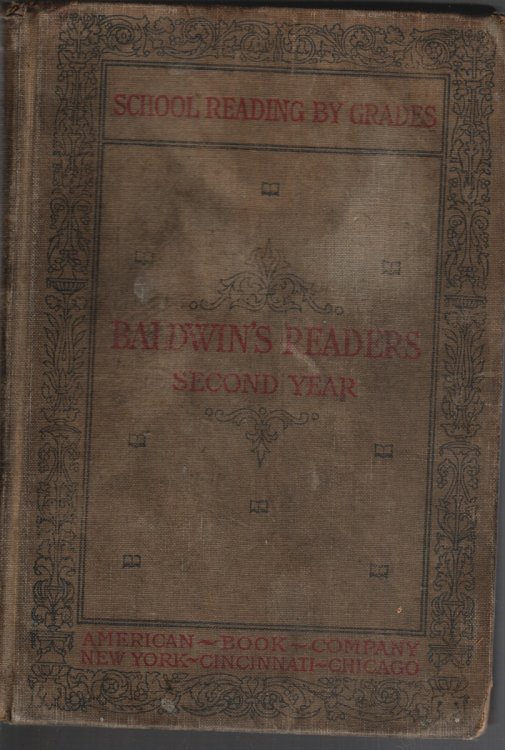 SCHOOL READING BY GRADES
BALDWIN'S READERS
SECOND YEAR
AMERICAN~BOOK~COMPANY
NEW YORK~CINCINNATI~CHICAGO